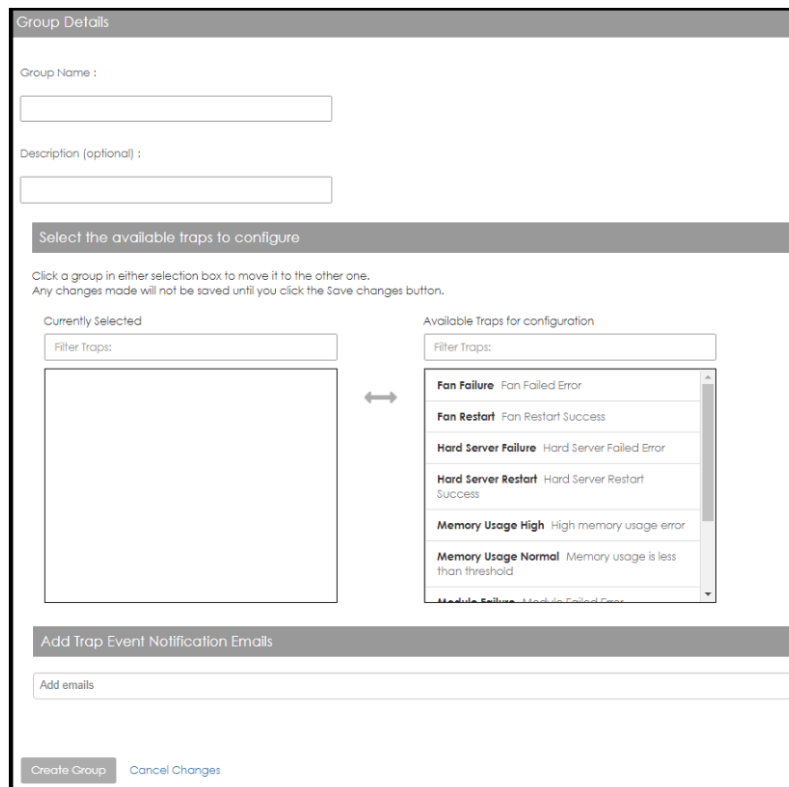 Group Details
Group Name :
Description (optional) :
Select the available traps to configure
Click a group in either selection box to move it to the other one.
Any changes made will not be saved until you click the Save changes button.
Currently Selected
Available Traps for configuration
Filter Traps:
Filter Traps:
Fan Failure Fan Failed Error
Fan Restart Fan Restart Success
Hard Server Failure Hard Server Failed Error
Hard Server Restart Hard Server Restart
Success
Memory Usage High High memory usage error
Memory Usage Normal Memory usage is less
than threshold
Module Failure Module Failed Error
Add Trap Event Notification Emails
Add emails
Create Group Cancel Changes